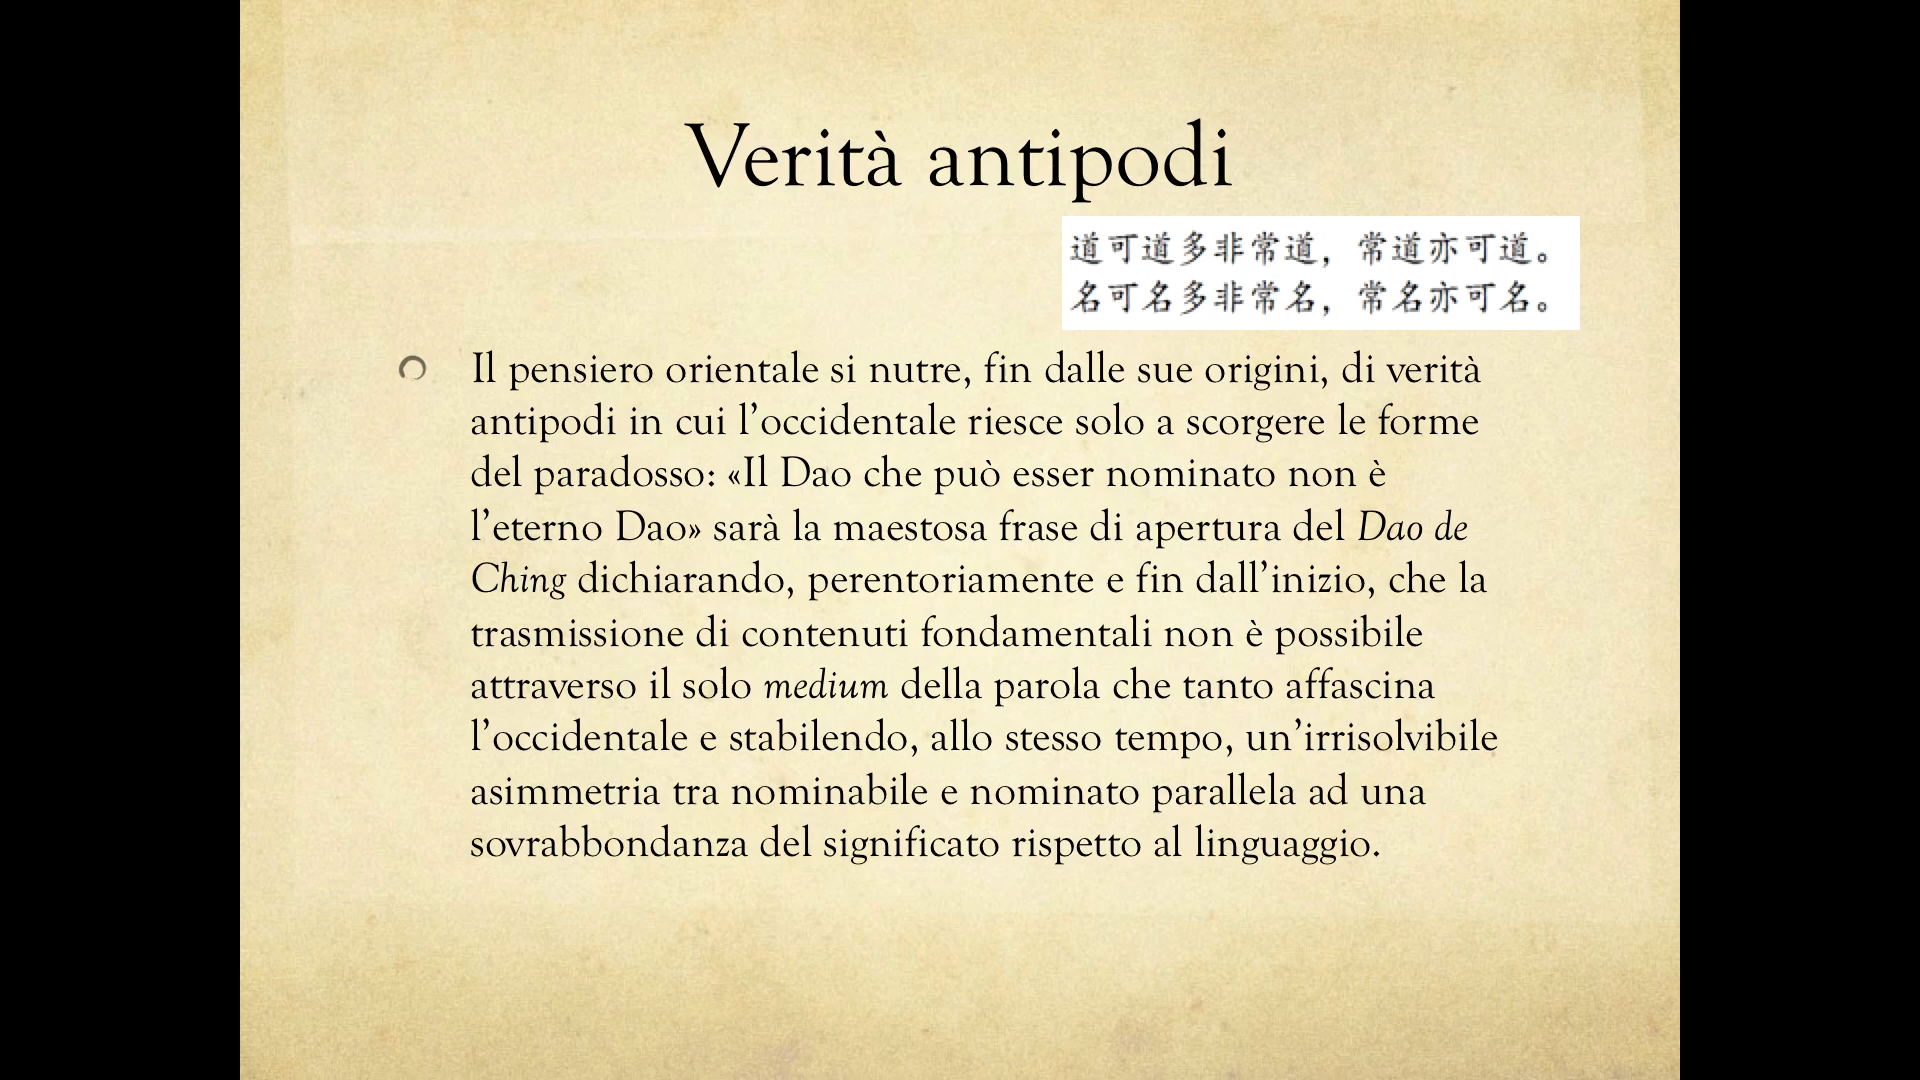 Verità antipodi
道可道多非常道，常道亦可道。
名可名多非常名，常名亦可名。
Il pensiero orientale si nutre, fin dalle sue origini, di verità
antipodi in cui l’occidentale riesce solo a scorgere le forme
del paradosso: «Il Dao che può esser nominato non è
l’eterno Dao» sarà la maestosa frase di apertura del Dao de
Ching dichiarando, perentoriamente e fin dall’inizio, che la
trasmissione di contenuti fondamentali non è possibile
attraverso il solo medium della parola che tanto affascina
l’occidentale e stabilendo, allo stesso tempo, un’irrisolvibile
asimmetria tra nominabile e nominato parallela ad una
sovrabbondanza del significato rispetto al linguaggio.